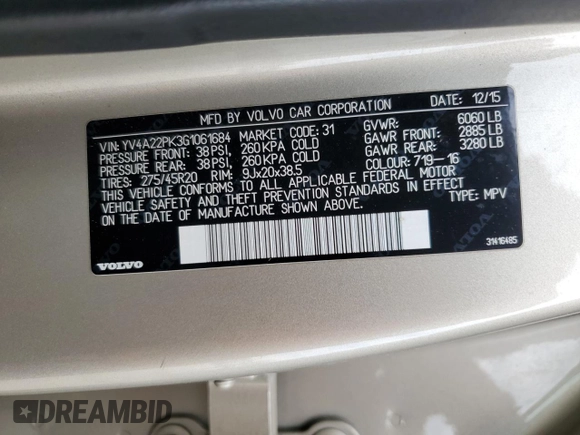 MFD BY VOLVO CAR CORPORATION DATE: 12/15
VIN: YV4A22PK3G1061684 MARKET CODE: 31 GVWR: 6060 LB
PRESSURE FRONT: 38 PSI, 260 KPA COLD GAWR FRONT: 2885 LB
PRESSURE REAR: 38 PSI, 260 KPA COLD GAWR REAR: 3280 LB
TIRES: 275/45R20 RIM: 9Jx20x38.5 COLOUR: 719-16
THIS VEHICLE CONFORMS TO ALL APPLICABLE FEDERAL MOTOR
VEHICLE SAFETY AND THEFT PREVENTION STANDARDS IN EFFECT
ON THE DATE OF MANUFACTURE SHOWN ABOVE. TYPE: MPV
31416485
VOLVO
DREAMBID